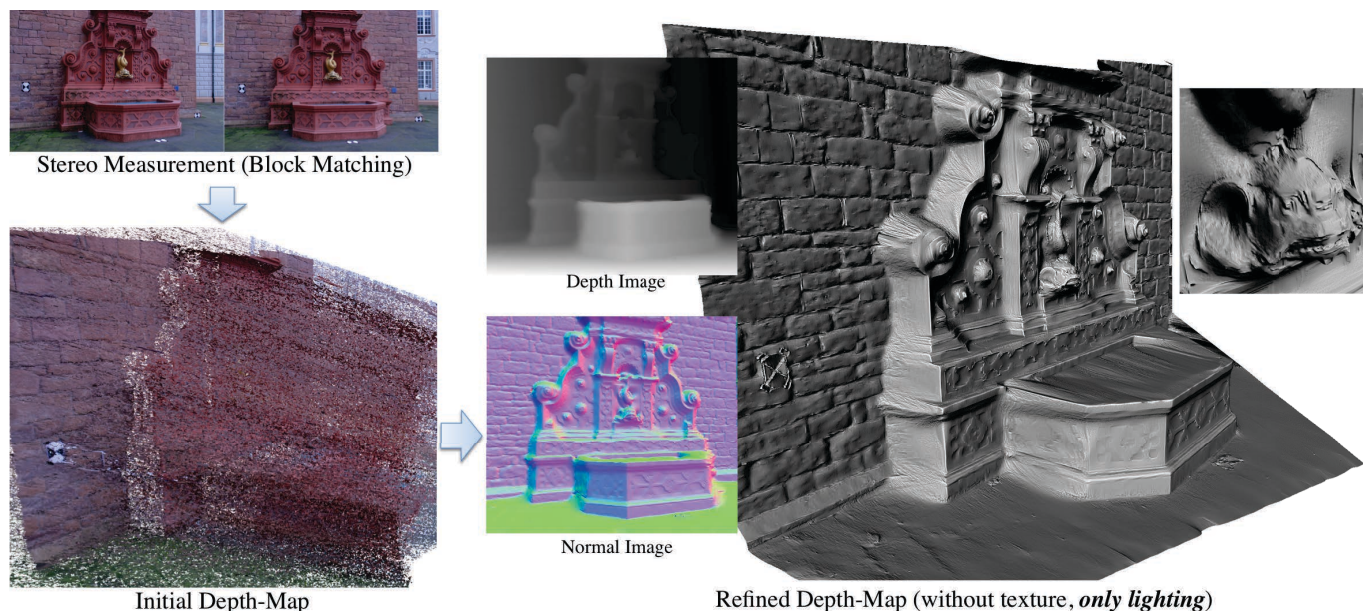 Stereo Measurement (Block Matching)
Initial Depth-Map
Depth Image
Normal Image
Refined Depth-Map (without texture, only lighting)